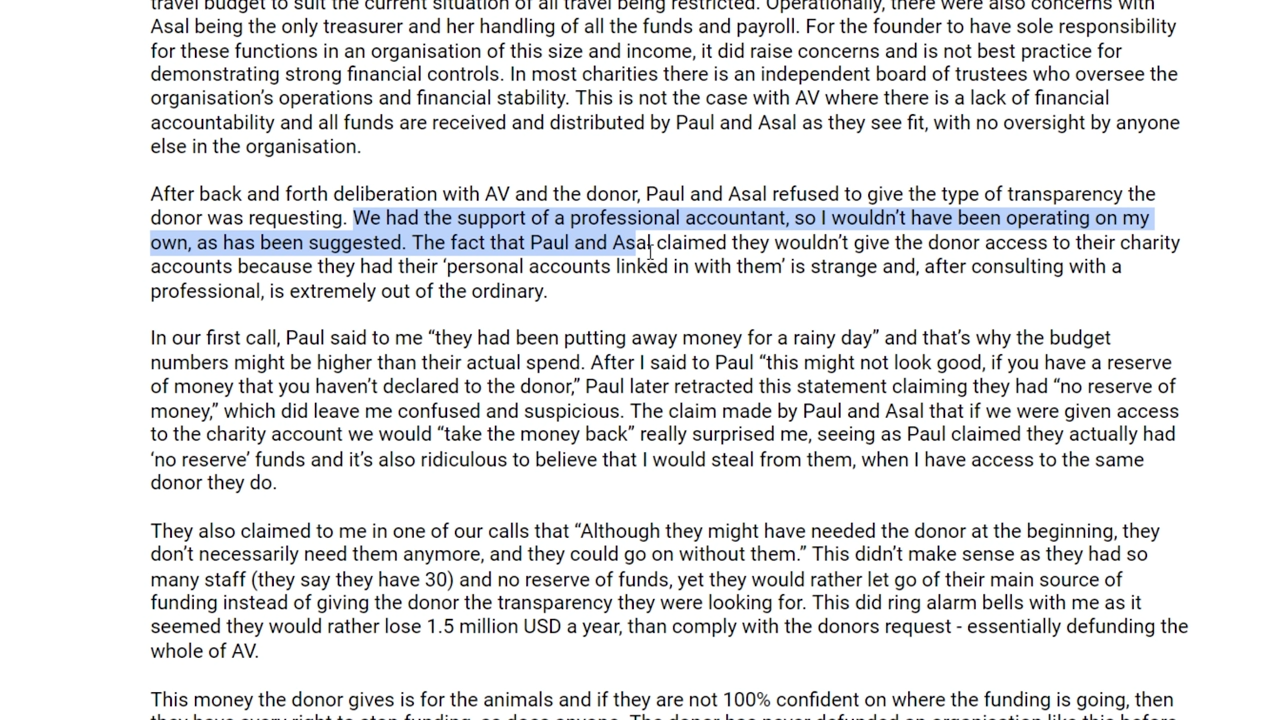 travel budget to suit the current situation of all travel being restricted. Operationally, there were also concerns with
Asal being the only treasurer and her handling of all the funds and payroll. For the founder to have sole responsibility
for these functions in an organisation of this size and income, it did raise concerns and is not best practice for
demonstrating strong financial controls. In most charities there is an independent board of trustees who oversee the
organisation’s operations and financial stability. This is not the case with AV where there is a lack of financial
accountability and all funds are received and distributed by Paul and Asal as they see fit, with no oversight by anyone
else in the organisation.
After back and forth deliberation with AV and the donor, Paul and Asal refused to give the type of transparency the
donor was requesting. We had the support of a professional accountant, so I wouldn’t have been operating on my
own, as has been suggested. The fact that Paul and Asal claimed they wouldn’t give the donor access to their charity
accounts because they had their ‘personal accounts linked in with them’ is strange and, after consulting with a
professional, is extremely out of the ordinary.
In our first call, Paul said to me “they had been putting away money for a rainy day” and that’s why the budget
numbers might be higher than their actual spend. After I said to Paul “this might not look good, if you have a reserve
of money that you haven’t declared to the donor,” Paul later retracted this statement claiming they had “no reserve of
money,” which did leave me confused and suspicious. The claim made by Paul and Asal that if we were given access
to the charity account we would “take the money back” really surprised me, seeing as Paul claimed they actually had
‘no reserve’ funds and it’s also ridiculous to believe that I would steal from them, when I have access to the same
donor they do.
They also claimed to me in one of our calls that “Although they might have needed the donor at the beginning, they
don’t necessarily need them anymore, and they could go on without them.” This didn’t make sense as they had so
many staff (they say they have 30) and no reserve of funds, yet they would rather let go of their main source of
funding instead of giving the donor the transparency they were looking for. This did ring alarm bells with me as it
seemed they would rather lose 1.5 million USD a year, than comply with the donors request - essentially defunding the
whole of AV.
This money the donor gives is for the animals and if they are not 100% confident on where the funding is going, then
they have every right to stop funding, as does anyone. The donor has never defunded an organisation like this before